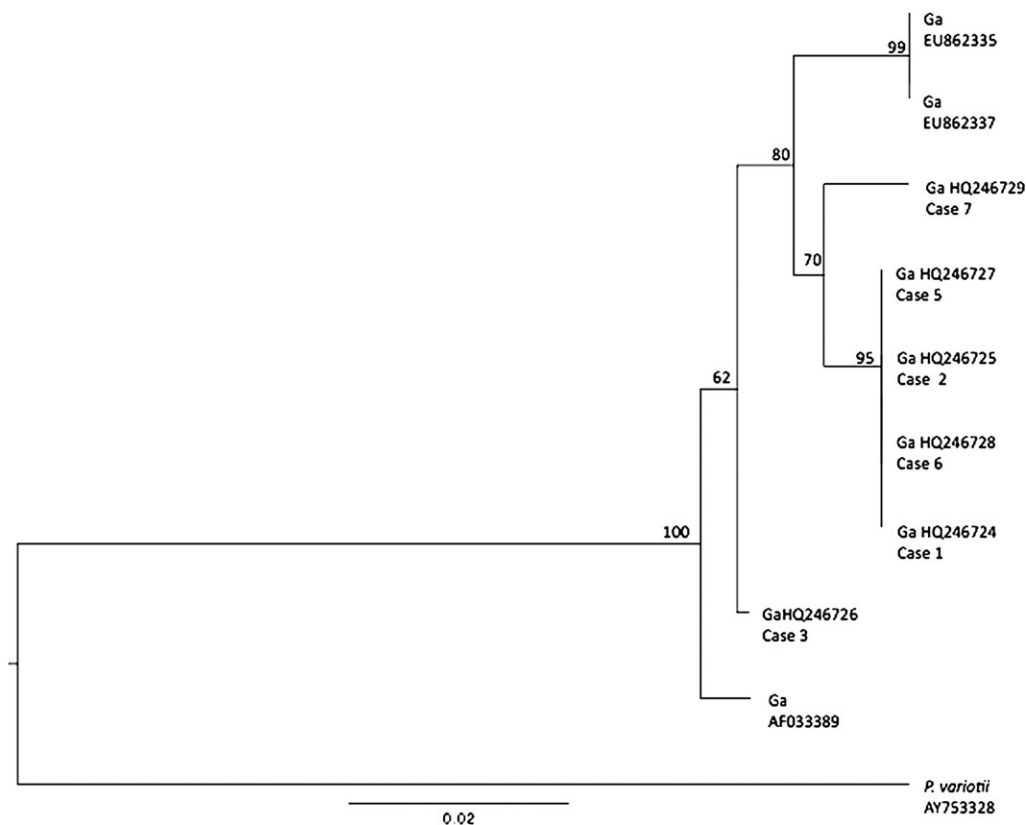 Ga
EU862335
99
Ga
EU862337
80
Ga HQ246729
Case 7
70
Ga HQ246727
Case 5
95
Ga HQ246725
Case 2
62
Ga HQ246728
Case 6
100
Ga HQ246724
Case 1
GaHQ246726
Case 3
Ga
AF033389
P. variotii
AY753328
0.02